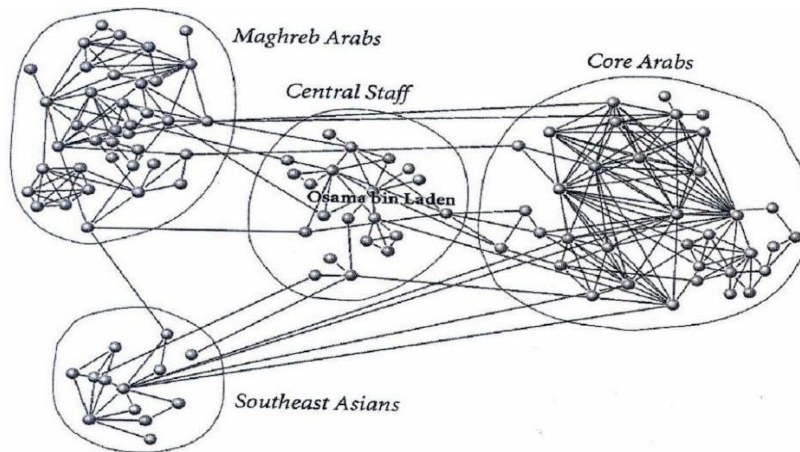 Maghreb Arabs
Core Arabs
Central Staff
Osama bin Laden
Southeast Asians